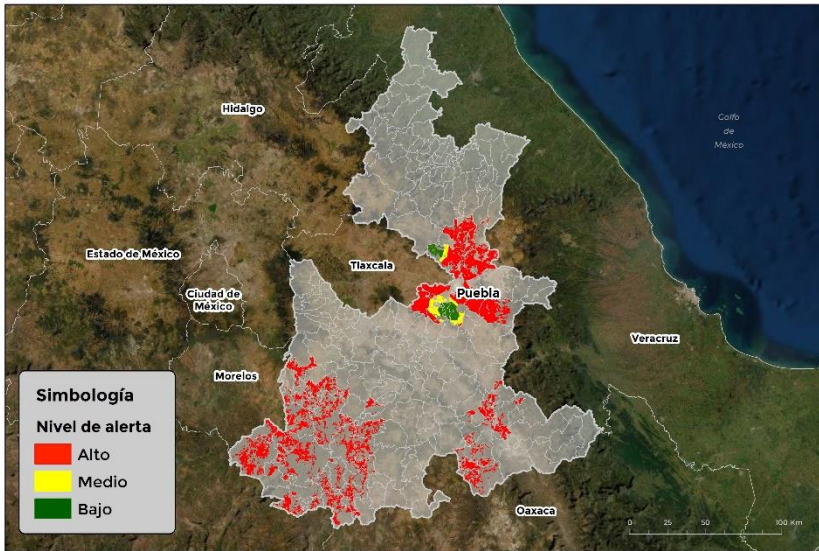 Hidalgo
Golfo
de
México
Estado de México
Tlaxcala
Ciudad de
México
Puebla
Veracruz
Morelos
Simbología
Nivel de alerta
Alto
Medio
Bajo
Oaxaca
0 25 50 100 Km